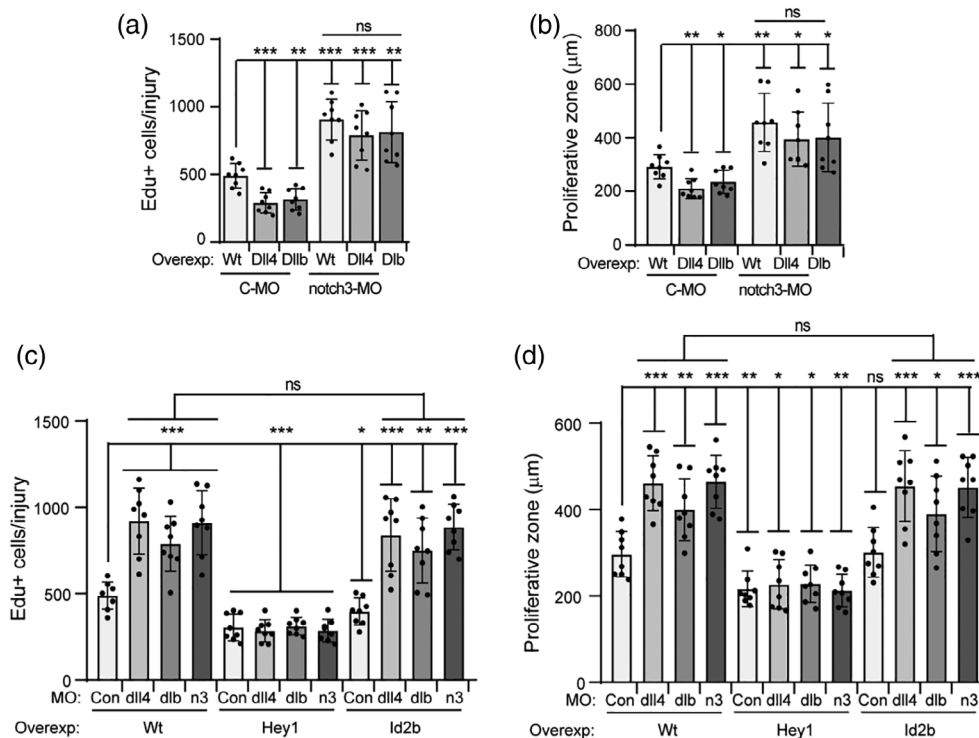 (a)
ns
*** ** *** *** **
1500
1000
500
0
Edu+ cells/injury
Overexp: Wt Dll4 Dllb Wt Dll4 Dlb
C-MO notch3-MO
(b)
ns
** * ** * *
800
600
400
200
0
Proliferative zone (μm)
Overexp: Wt Dll4 Dllb Wt Dll4 Dlb
C-MO notch3-MO
(c)
ns
*** *** * *** ** ***
1500
1000
500
0
Edu+ cells/injury
MO: Con dll4 dlb n3 Con dll4 dlb n3 Con dll4 dlb n3
Overexp: Wt Hey1 Id2b
(d)
ns
*** ** *** ** * * ** ns *** * ***
600
400
200
0
Proliferative zone (μm)
MO: Con dll4 dlb n3 Con dll4 dlb n3 Con dll4 dlb n3
Overexp: Wt Hey1 Id2b